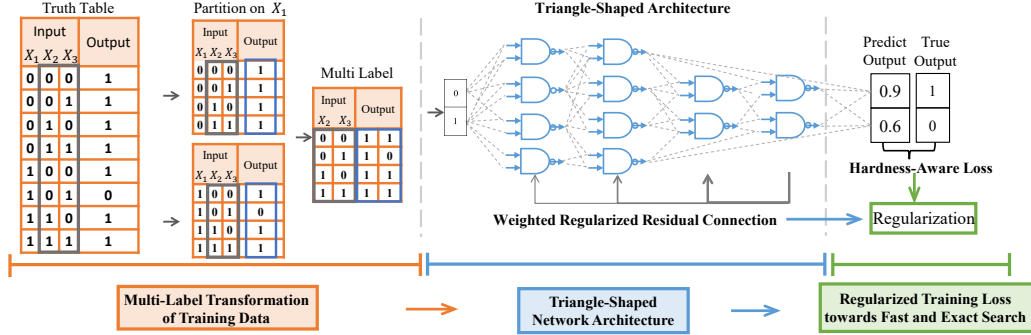 Truth Table
Input Output
X1 X2 X3
0 0 0 1
0 0 1 1
0 1 0 1
0 1 1 1
1 0 0 1
1 0 1 0
1 1 0 1
1 1 1 1
Partition on X1
Input Output
X1 X2 X3
0 0 0 1
0 0 1 1
0 1 0 1
0 1 1 1
Input Output
X1 X2 X3
1 0 0 1
1 0 1 0
1 1 0 1
1 1 1 1
Multi Label
Input Output
X2 X3
0 0 1 1
0 1 1 0
1 0 1 1
1 1 1 1
Triangle-Shaped Architecture
0
1
Weighted Regularized Residual Connection
Predict Output
True Output
0.9 1
0.6 0
Hardness-Aware Loss
Regularization
Multi-Label Transformation
of Training Data
Triangle-Shaped
Network Architecture
Regularized Training Loss
towards Fast and Exact Search